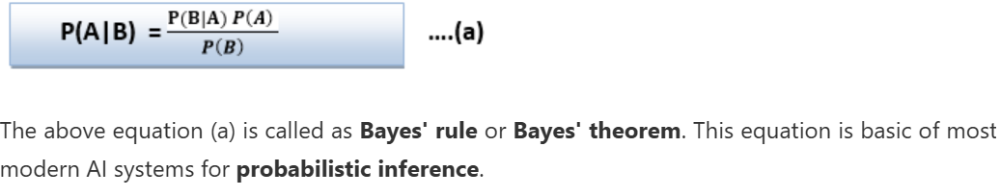 P(A|B) = P(B|A) P(A) / P(B) ....(a)
The above equation (a) is called as Bayes' rule or Bayes' theorem. This equation is basic of most
modern AI systems for probabilistic inference.